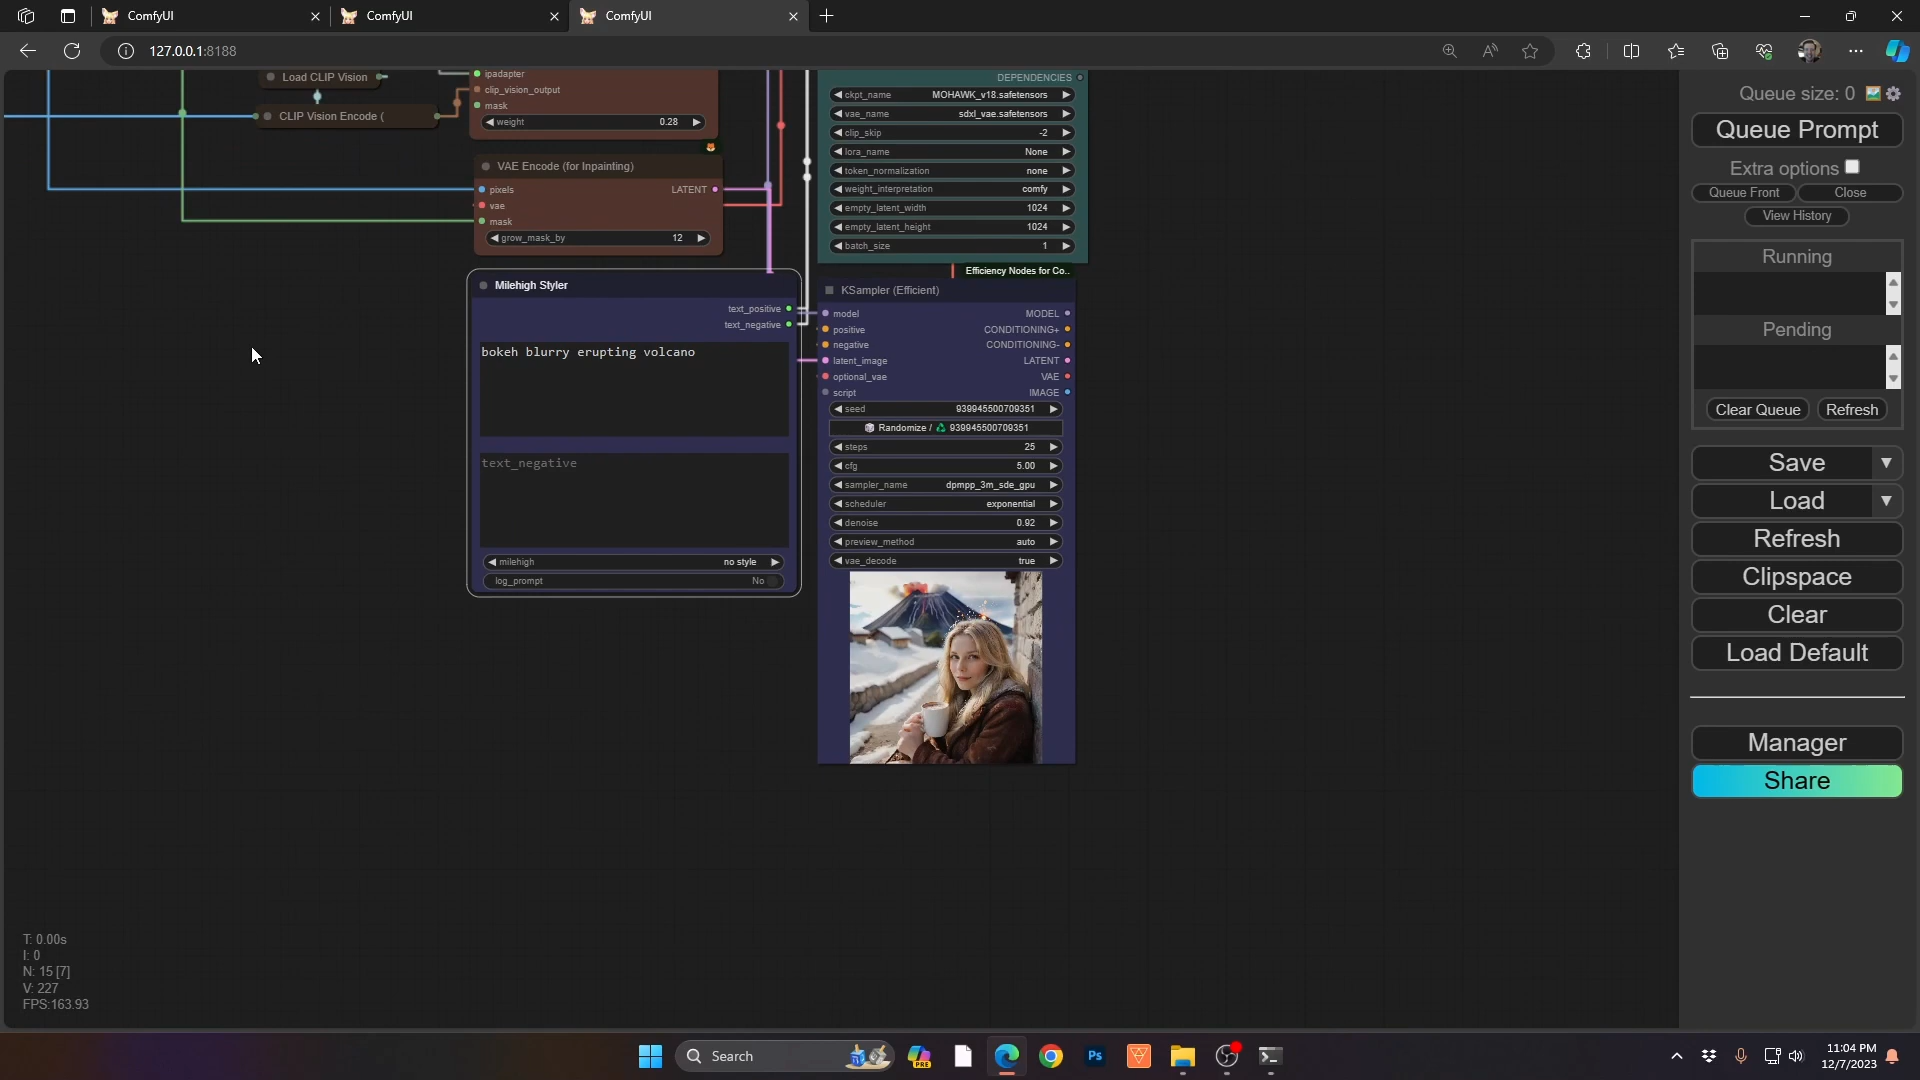 ComfyUI
ComfyUI
ComfyUI
127.0.0.1:8188
Load CLIP Vision
CLIP Vision Encode (
ipadapter
clip_vision_output
mask
weight 0.28
VAE Encode (for Inpainting)
pixels LATENT
vae
mask
grow_mask_by 12
DEPENDENCIES
ckpt_name MOHAWK_v18.safetensors
vae_name sdxl_vae.safetensors
clip_skip -2
lora_name None
token_normalization none
weight_interpretation comfy
empty_latent_width 1024
empty_latent_height 1024
batch_size 1
Efficiency Nodes for Co..
Milehigh Styler
text_positive
text_negative
bokeh blurry erupting volcano
text_negative
milehigh no style
log_prompt No
KSampler (Efficient)
model MODEL
positive CONDITIONING+
negative CONDITIONING-
latent_image LATENT
optional_vae VAE
script IMAGE
seed 939945500709351
Randomize / 939945500709351
steps 25
cfg 5.00
sampler_name dpmpp_3m_sde_gpu
scheduler exponential
denoise 0.92
preview_method auto
vae_decode true
Queue size: 0
Queue Prompt
Extra options
Queue Front Close
View History
Running
Pending
Clear Queue Refresh
Save
Load
Refresh
Clipspace
Clear
Load Default
Manager
Share
T: 0.00s
I: 0
N: 15 [7]
V: 227
FPS:163.93
Search
PRE
Ps
11:04 PM
12/7/2023